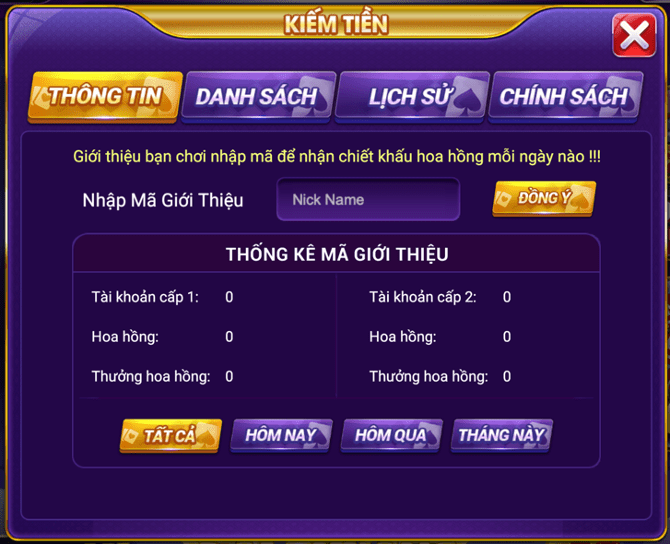 KIẾM TIỀN
THÔNG TIN DANH SÁCH LỊCH SỬ CHÍNH SÁCH
Giới thiệu bạn chơi nhập mã để nhận chiết khấu hoa hồng mỗi ngày nào !!!
Nhập Mã Giới Thiệu Nick Name ĐỒNG Ý
THỐNG KÊ MÃ GIỚI THIỆU
Tài khoản cấp 1: 0 Tài khoản cấp 2: 0
Hoa hồng: 0 Hoa hồng: 0
Thưởng hoa hồng: 0 Thưởng hoa hồng: 0
TẤT CẢ HÔM NAY HÔM QUA THÁNG NÀY